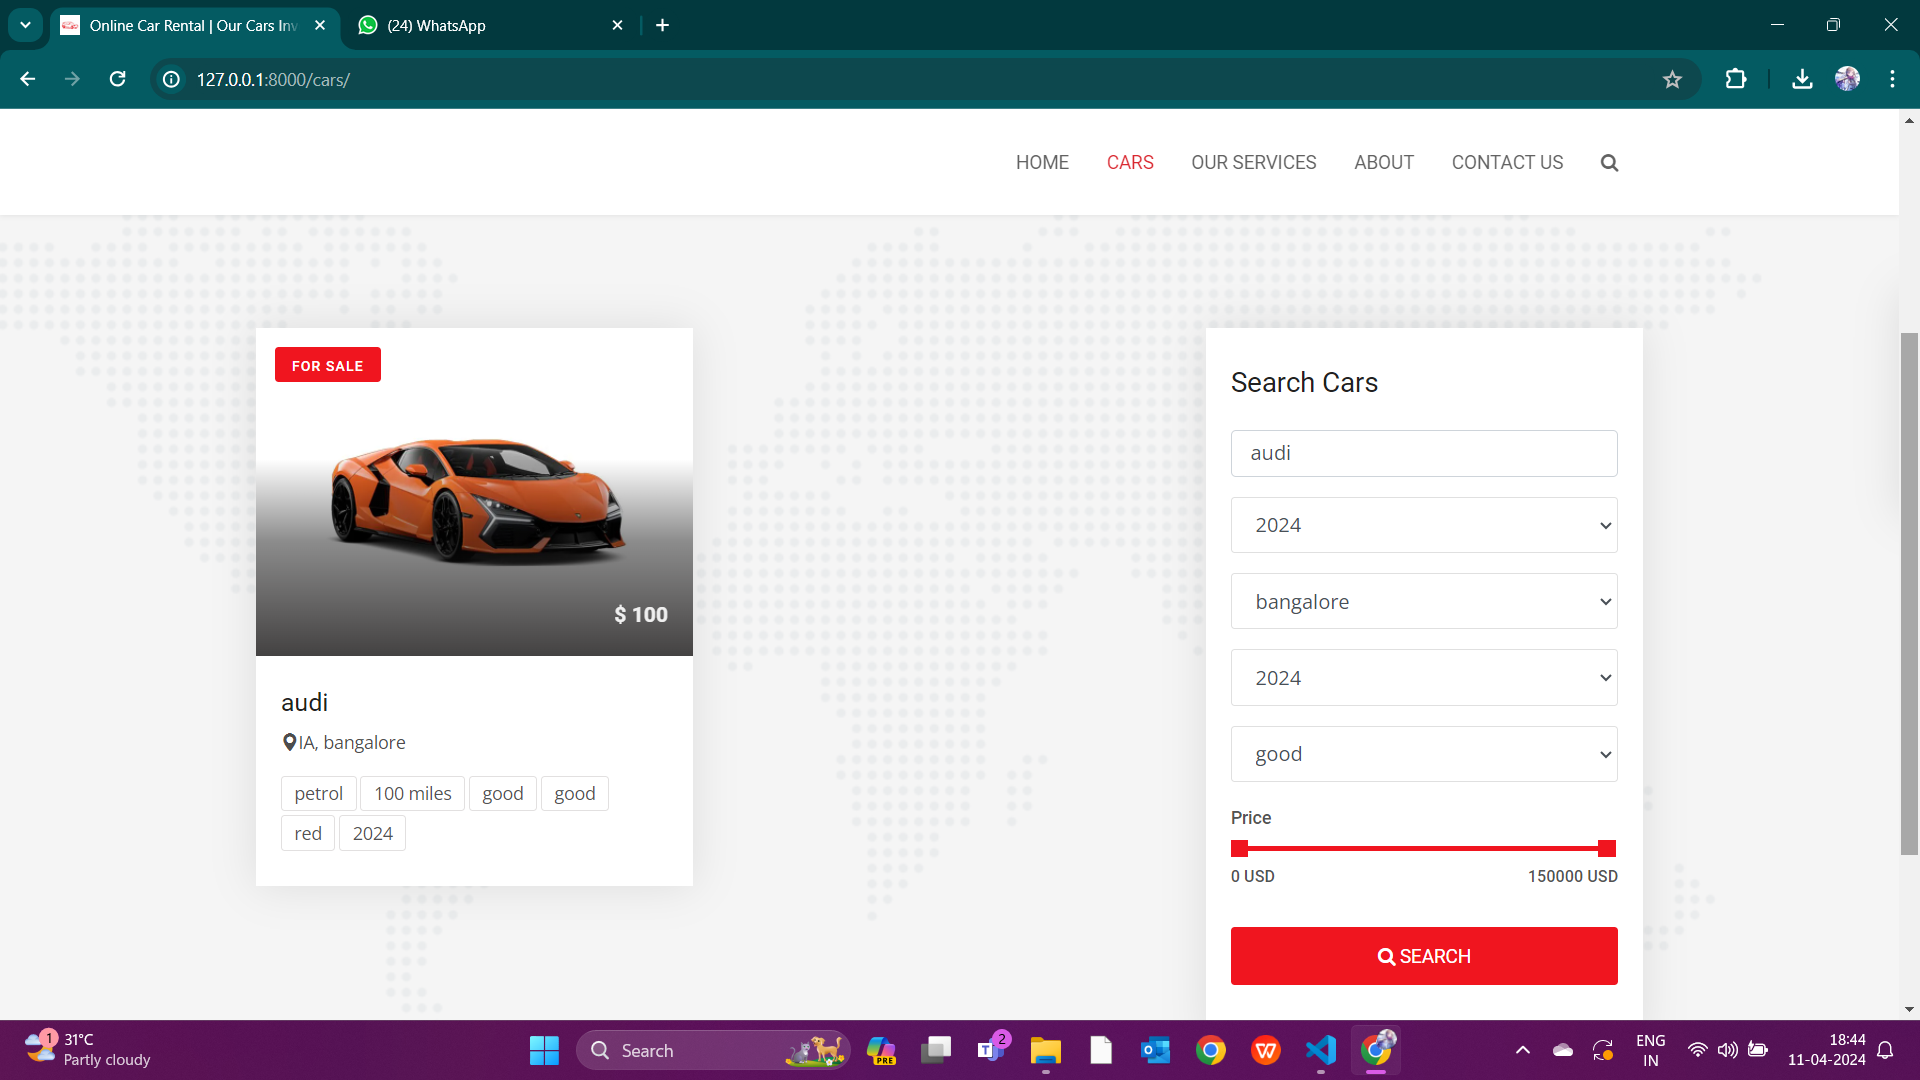 Online Car Rental | Our Cars Inv
(24) WhatsApp
127.0.0.1:8000/cars/
HOME CARS OUR SERVICES ABOUT CONTACT US
FOR SALE
$ 100
audi
IA, bangalore
petrol 100 miles good good
red 2024
Search Cars
audi
2024
bangalore
2024
good
Price
0 USD 150000 USD
SEARCH
1
31°C
Partly cloudy
Search
PRE
T
2
W
ENG
IN
18:44
11-04-2024